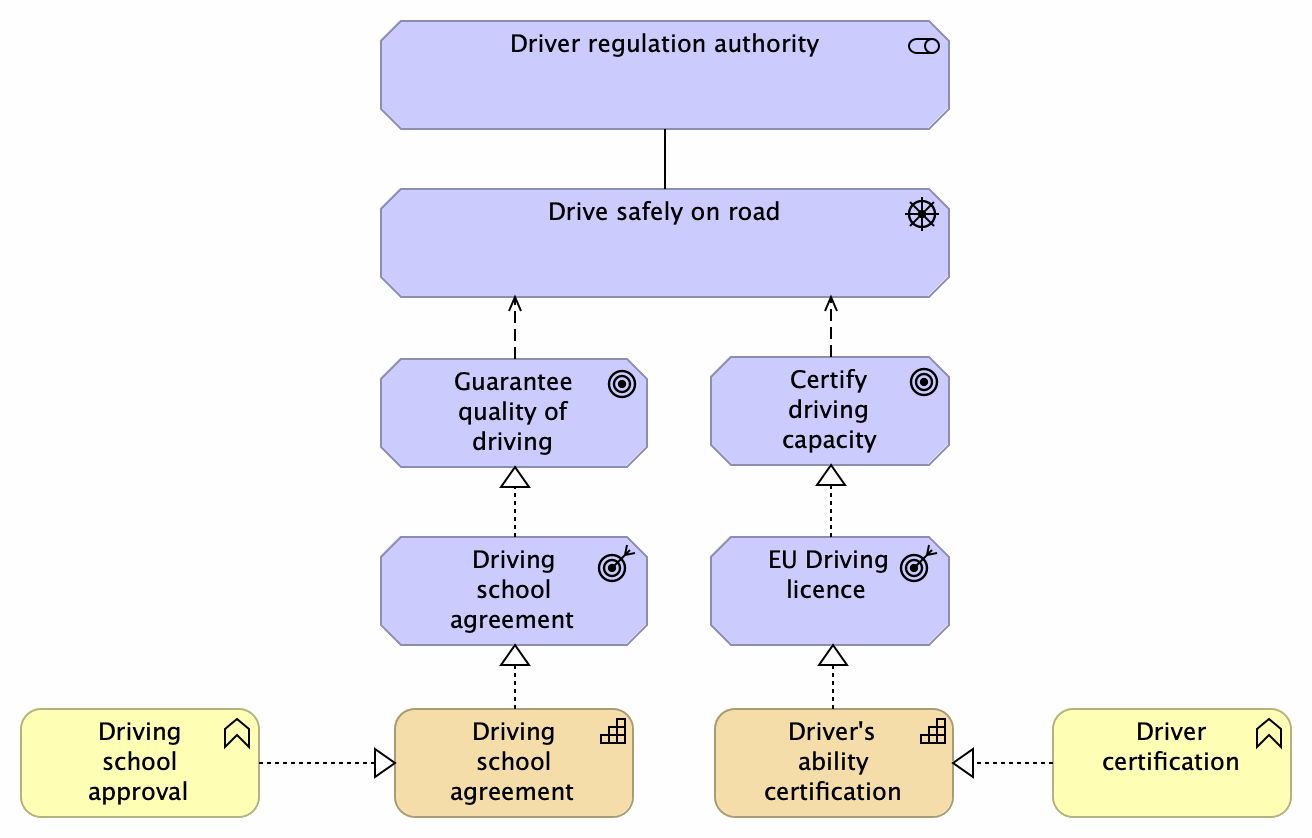 Driver regulation authority
Drive safely on road
Guarantee
quality of
driving
Certify
driving
capacity
Driving
school
agreement
EU Driving
licence
Driving
school
approval
Driving
school
agreement
Driver's
ability
certification
Driver
certification